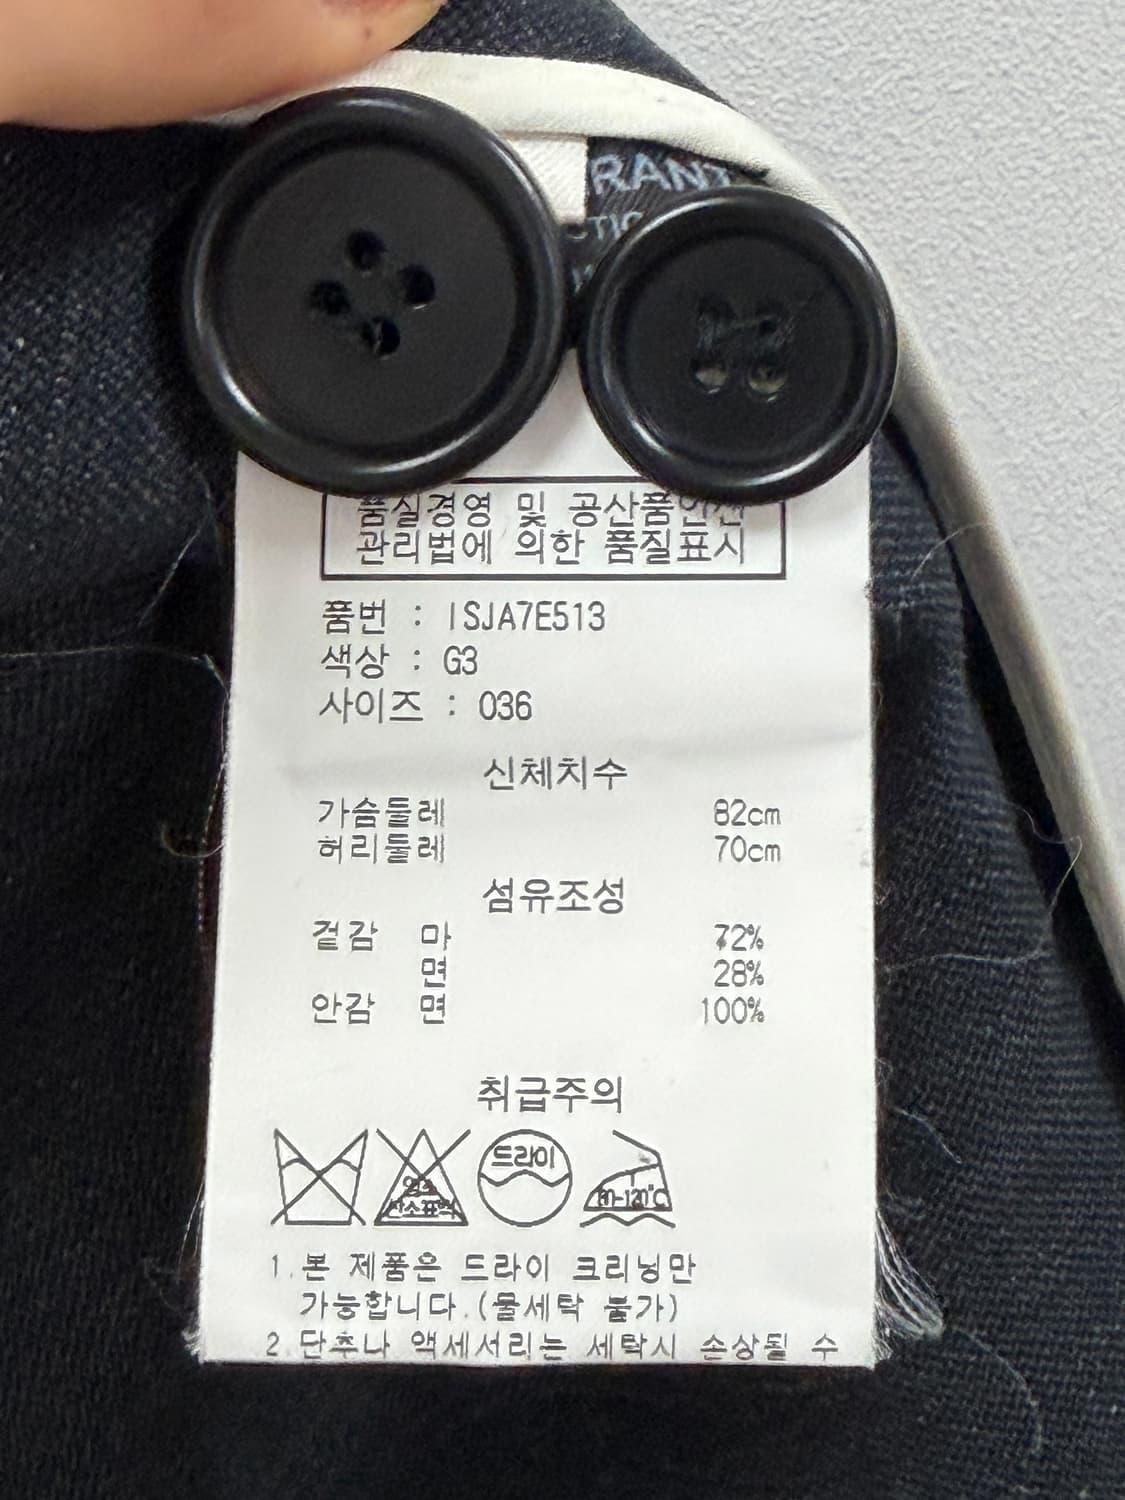 RANT
품질경영 및 공산품안전
관리법에 의한 품질표시
품번 : ISJA7E513
색상 : G3
사이즈 : 036
신체치수
가슴둘레 82cm
허리둘레 70cm
섬유조성
겉감 마 72%
면 28%
안감 면 100%
취급주의
드라이
80~120℃
1.본 제품은 드라이 크리닝만
가능합니다.(물세탁 불가)
2.단추나 액세서리는 세탁시 손상될 수